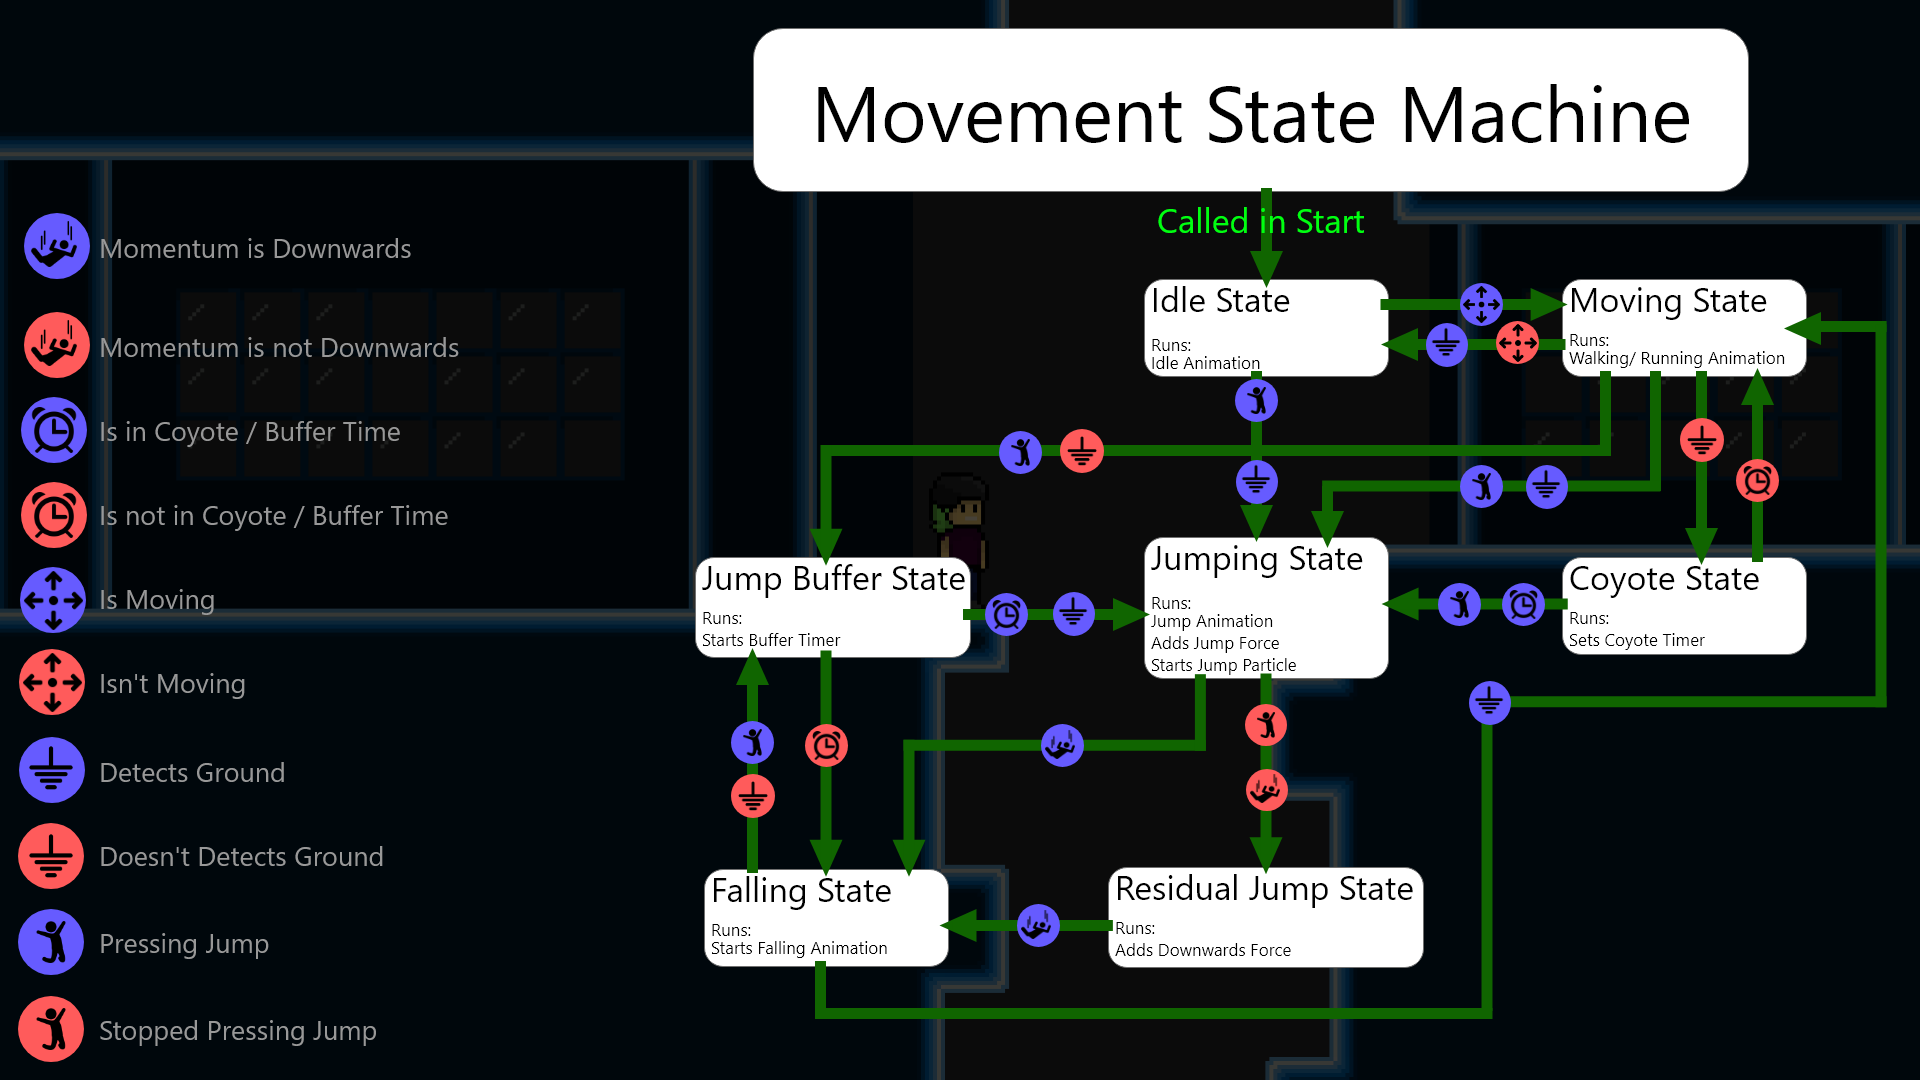 Movement State Machine
Called in Start
Momentum is Downwards
Momentum is not Downwards
Is in Coyote / Buffer Time
Is not in Coyote / Buffer Time
Is Moving
Isn't Moving
Detects Ground
Doesn't Detects Ground
Pressing Jump
Stopped Pressing Jump
Idle State
Runs:
Idle Animation
Moving State
Runs:
Walking/ Running Animation
Jump Buffer State
Runs:
Starts Buffer Timer
Jumping State
Runs:
Jump Animation
Adds Jump Force
Starts Jump Particle
Coyote State
Runs:
Sets Coyote Timer
Falling State
Runs:
Starts Falling Animation
Residual Jump State
Runs:
Adds Downwards Force